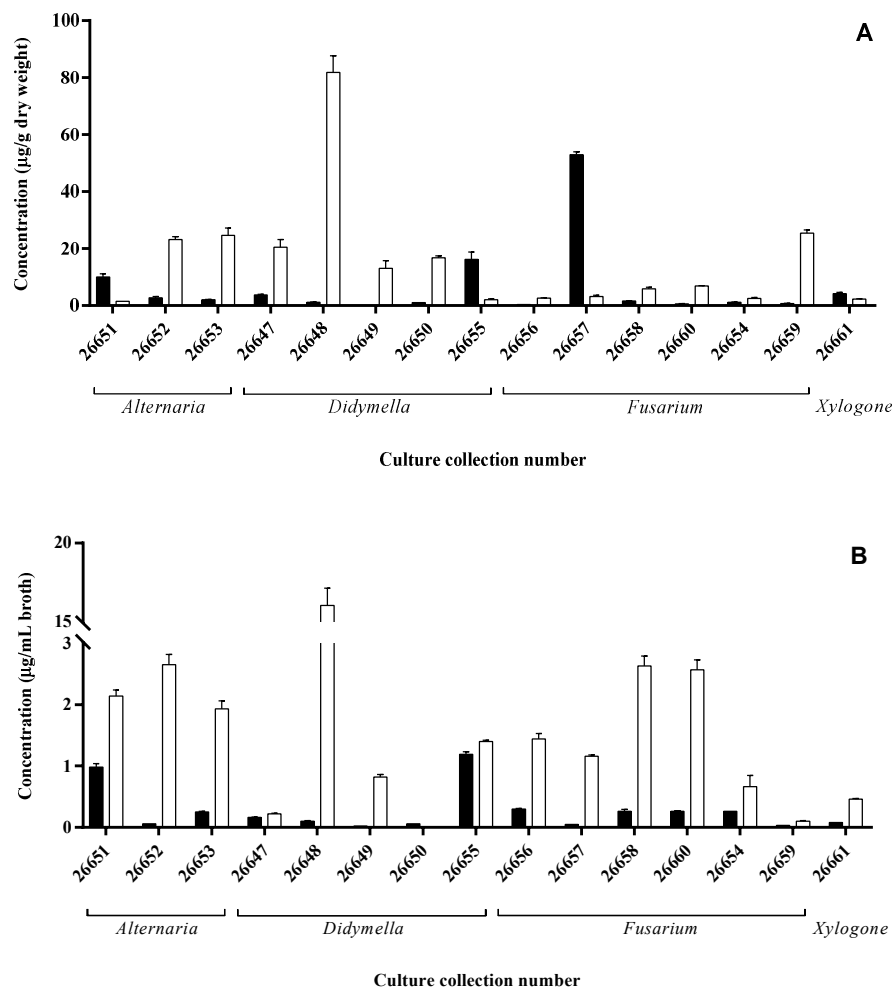 A
Concentration (µg/g dry weight)
100
80
60
40
20
0
26651 26652 26653 26647 26648 26649 26650 26655 26656 26657 26658 26660 26654 26659 26661
Alternaria Didymella Fusarium Xylogone
Culture collection number
B
Concentration (µg/mL broth)
20
15
3
2
1
0
26651 26652 26653 26647 26648 26649 26650 26655 26656 26657 26658 26660 26654 26659 26661
Alternaria Didymella Fusarium Xylogone
Culture collection number